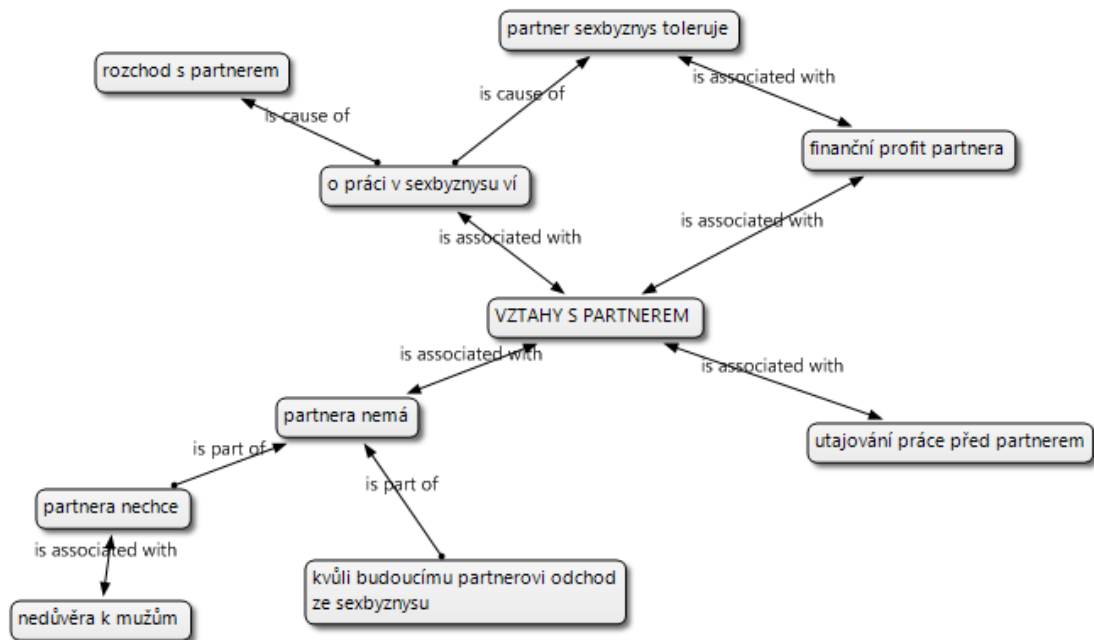 partner sexbyznys toleruje
rozchod s partnerem
is associated with
is cause of
is cause of
finanční profit partnera
o práci v sexbyznysu ví
is associated with
is associated with
VZTAHY S PARTNEREM
is associated with
is associated with
partnera nemá
utajování práce před partnerem
is part of
is part of
partnera nechce
is associated with
kvůli budoucímu partnerovi odchod
ze sexbyznysu
nedůvěra k mužům